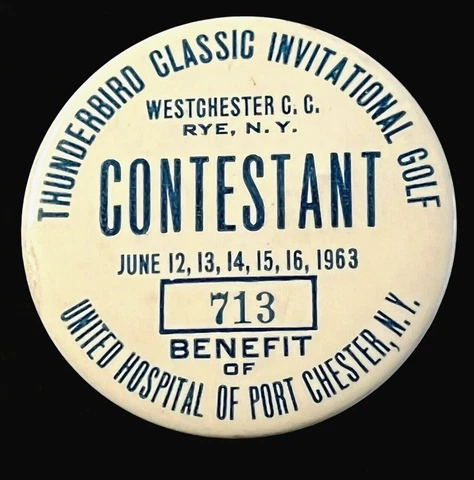 THUNDERBIRD CLASSIC INVITATIONAL GOLF
WESTCHESTER C. C.
RYE, N. Y.
CONTESTANT
JUNE 12, 13, 14, 15, 16, 1963
713
BENEFIT
OF
UNITED HOSPITAL OF PORT CHESTER, N. Y.